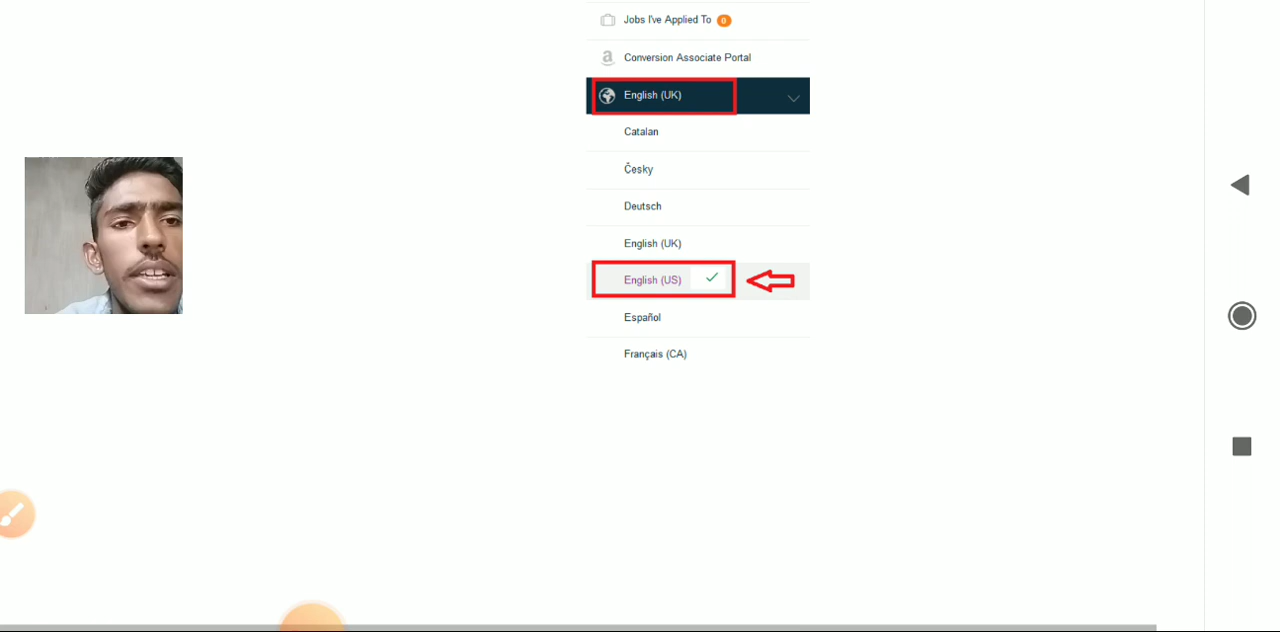 Jobs I've Applied To 0
Conversion Associate Portal
English (UK)
Catalan
Česky
Deutsch
English (UK)
English (US)
Español
Français (CA)